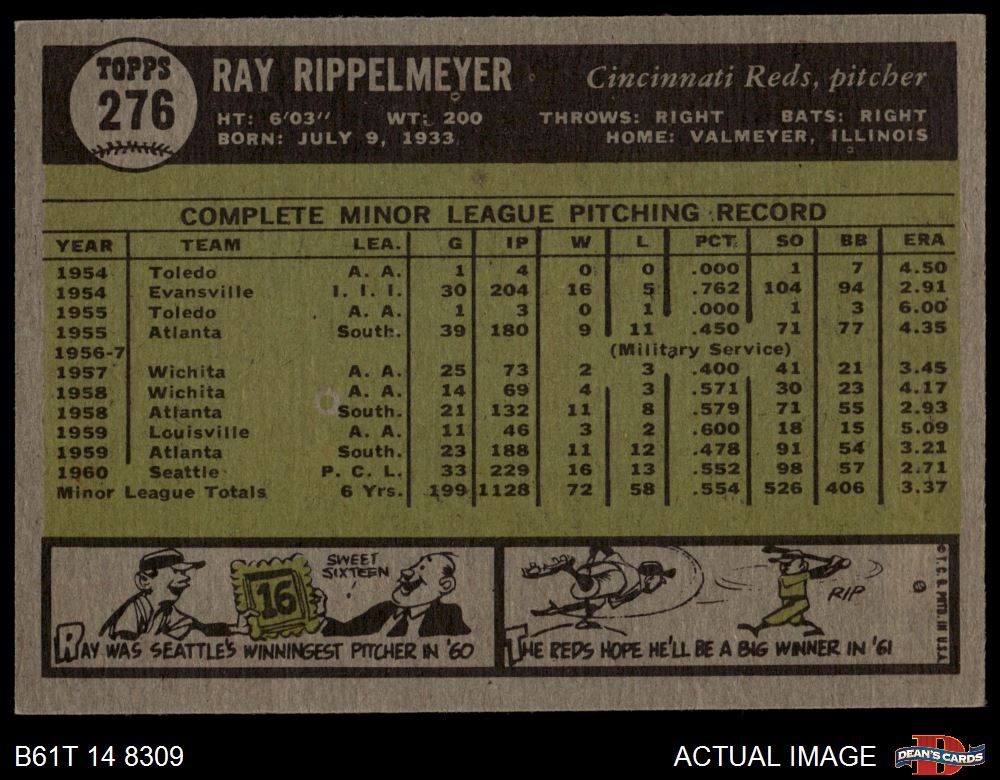 TOPPS
276
RAY RIPPELMEYER
Cincinnati Reds, pitcher
HT: 6'03" WT: 200 THROWS: RIGHT BATS: RIGHT
BORN: JULY 9, 1933 HOME: VALMEYER, ILLINOIS
COMPLETE MINOR LEAGUE PITCHING RECORD
YEAR TEAM LEA. G IP W L PCT. SO BB ERA
1954 Toledo A. A. 1 4 0 0 .000 1 7 4.50
1954 Evansville I. I. I. 30 204 16 5 .762 104 94 2.91
1955 Toledo A. A. 1 3 0 1 .000 1 3 6.00
1955 Atlanta South. 39 180 9 11 .450 71 77 4.35
1956-7 (Military Service)
1957 Wichita A. A. 25 73 2 3 .400 41 21 3.45
1958 Wichita A. A. 14 69 4 3 .571 30 23 4.17
1958 Atlanta South. 21 132 11 8 .579 71 55 2.93
1959 Louisville A. A. 11 46 3 2 .600 18 15 5.09
1959 Atlanta South. 23 188 11 12 .478 91 54 3.21
1960 Seattle P. C. L. 33 229 16 13 .552 98 57 2.71
Minor League Totals 6 Yrs. 199 1128 72 58 .554 526 406 3.37
SWEET
SIXTEEN
16
RAY WAS SEATTLE'S WINNINGEST PITCHER IN '60
RIP
THE REDS HOPE HE'LL BE A BIG WINNER IN '61
© T. C. G. PRTD. IN U.S.A.
B61T 14 8309
ACTUAL IMAGE
DEAN'S CARDS